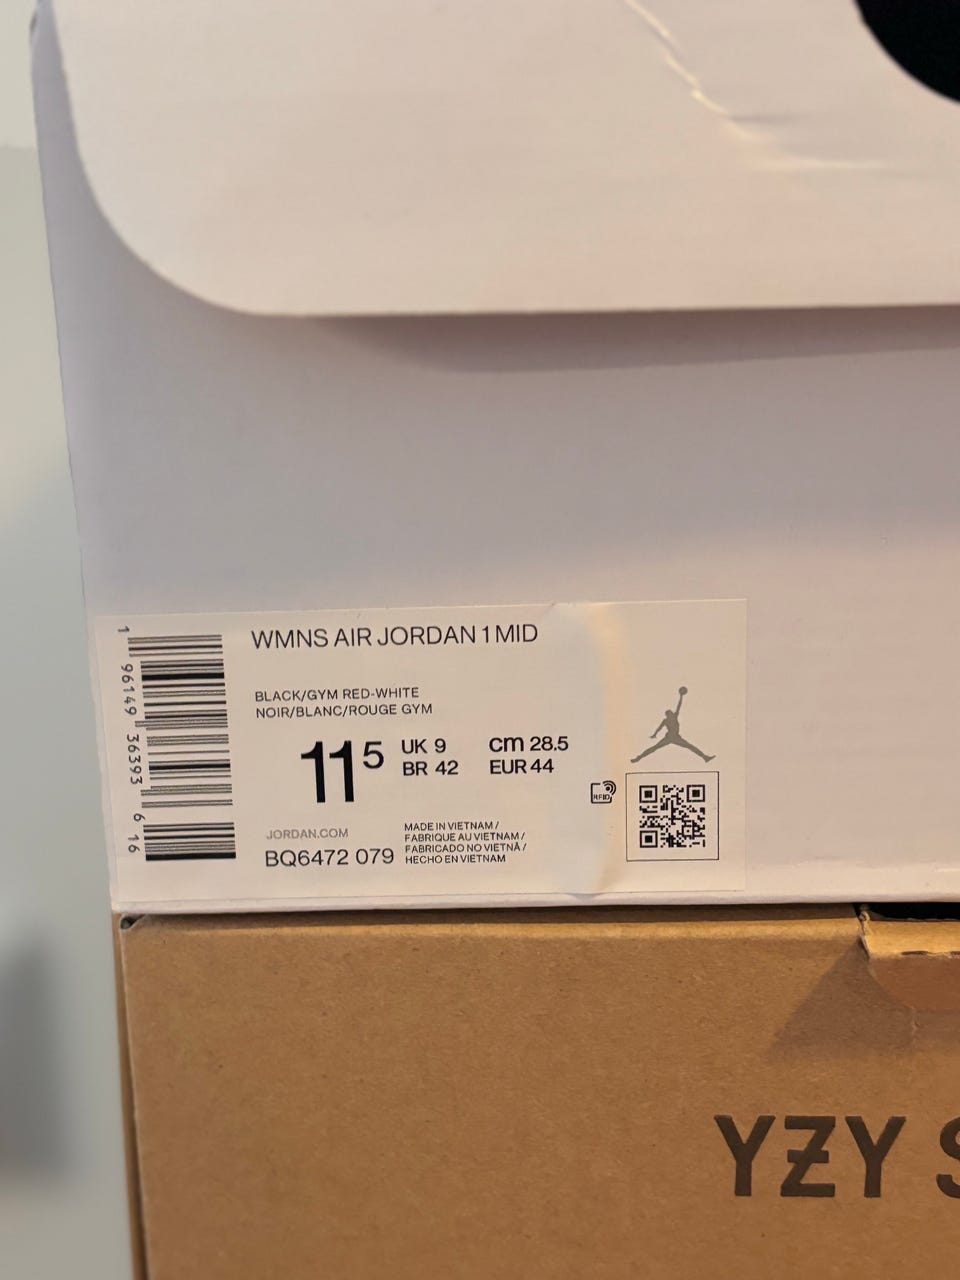 WMNS AIR JORDAN 1 MID
BLACK/GYM RED-WHITE
NOIR/BLANC/ROUGE GYM
11 5
UK 9
BR 42
cm 28.5
EUR 44
RFID
JORDAN.COM
BQ6472 079
MADE IN VIETNAM /
FABRIQUE AU VIETNAM /
FABRICADO NO VIETNÃ /
HECHO EN VIETNAM
1 96149 36393 6 16
YZY S